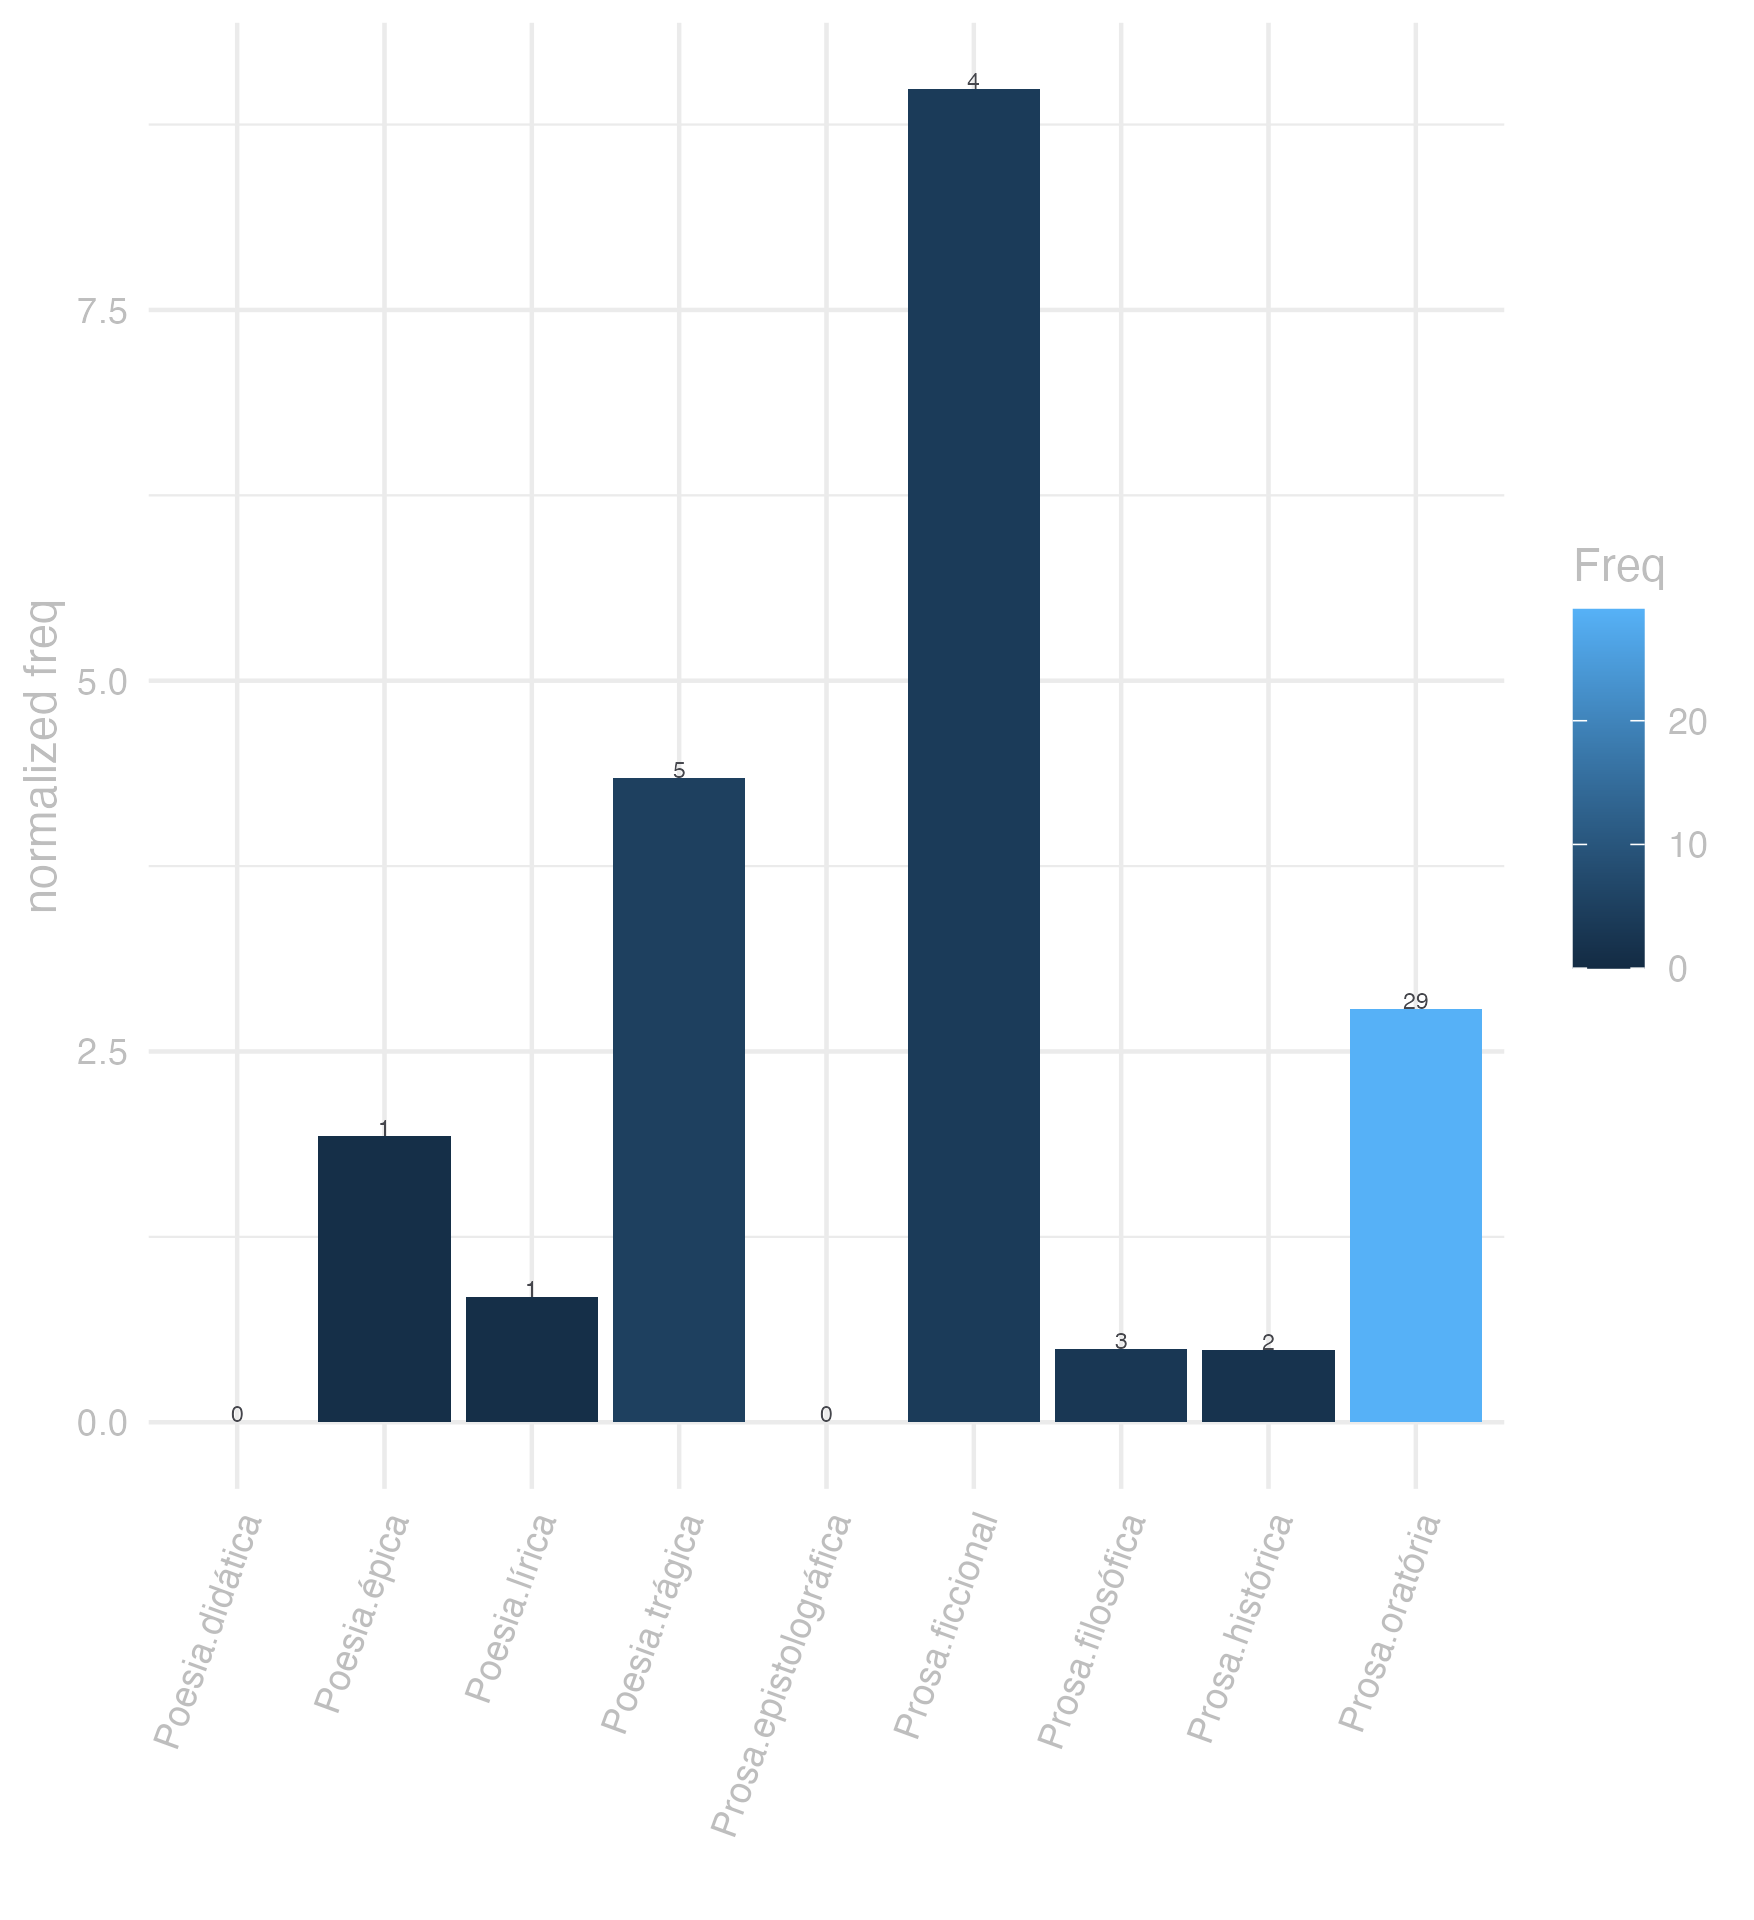 normalized freq
7.5
5.0
2.5
0.0
0
1
1
5
0
4
3
2
29
Poesia.didática
Poesia.épica
Poesia.lírica
Poesia.trágica
Prosa.epistolográfica
Prosa.ficcional
Prosa.filosófica
Prosa.histórica
Prosa.oratória
Freq
20
10
0